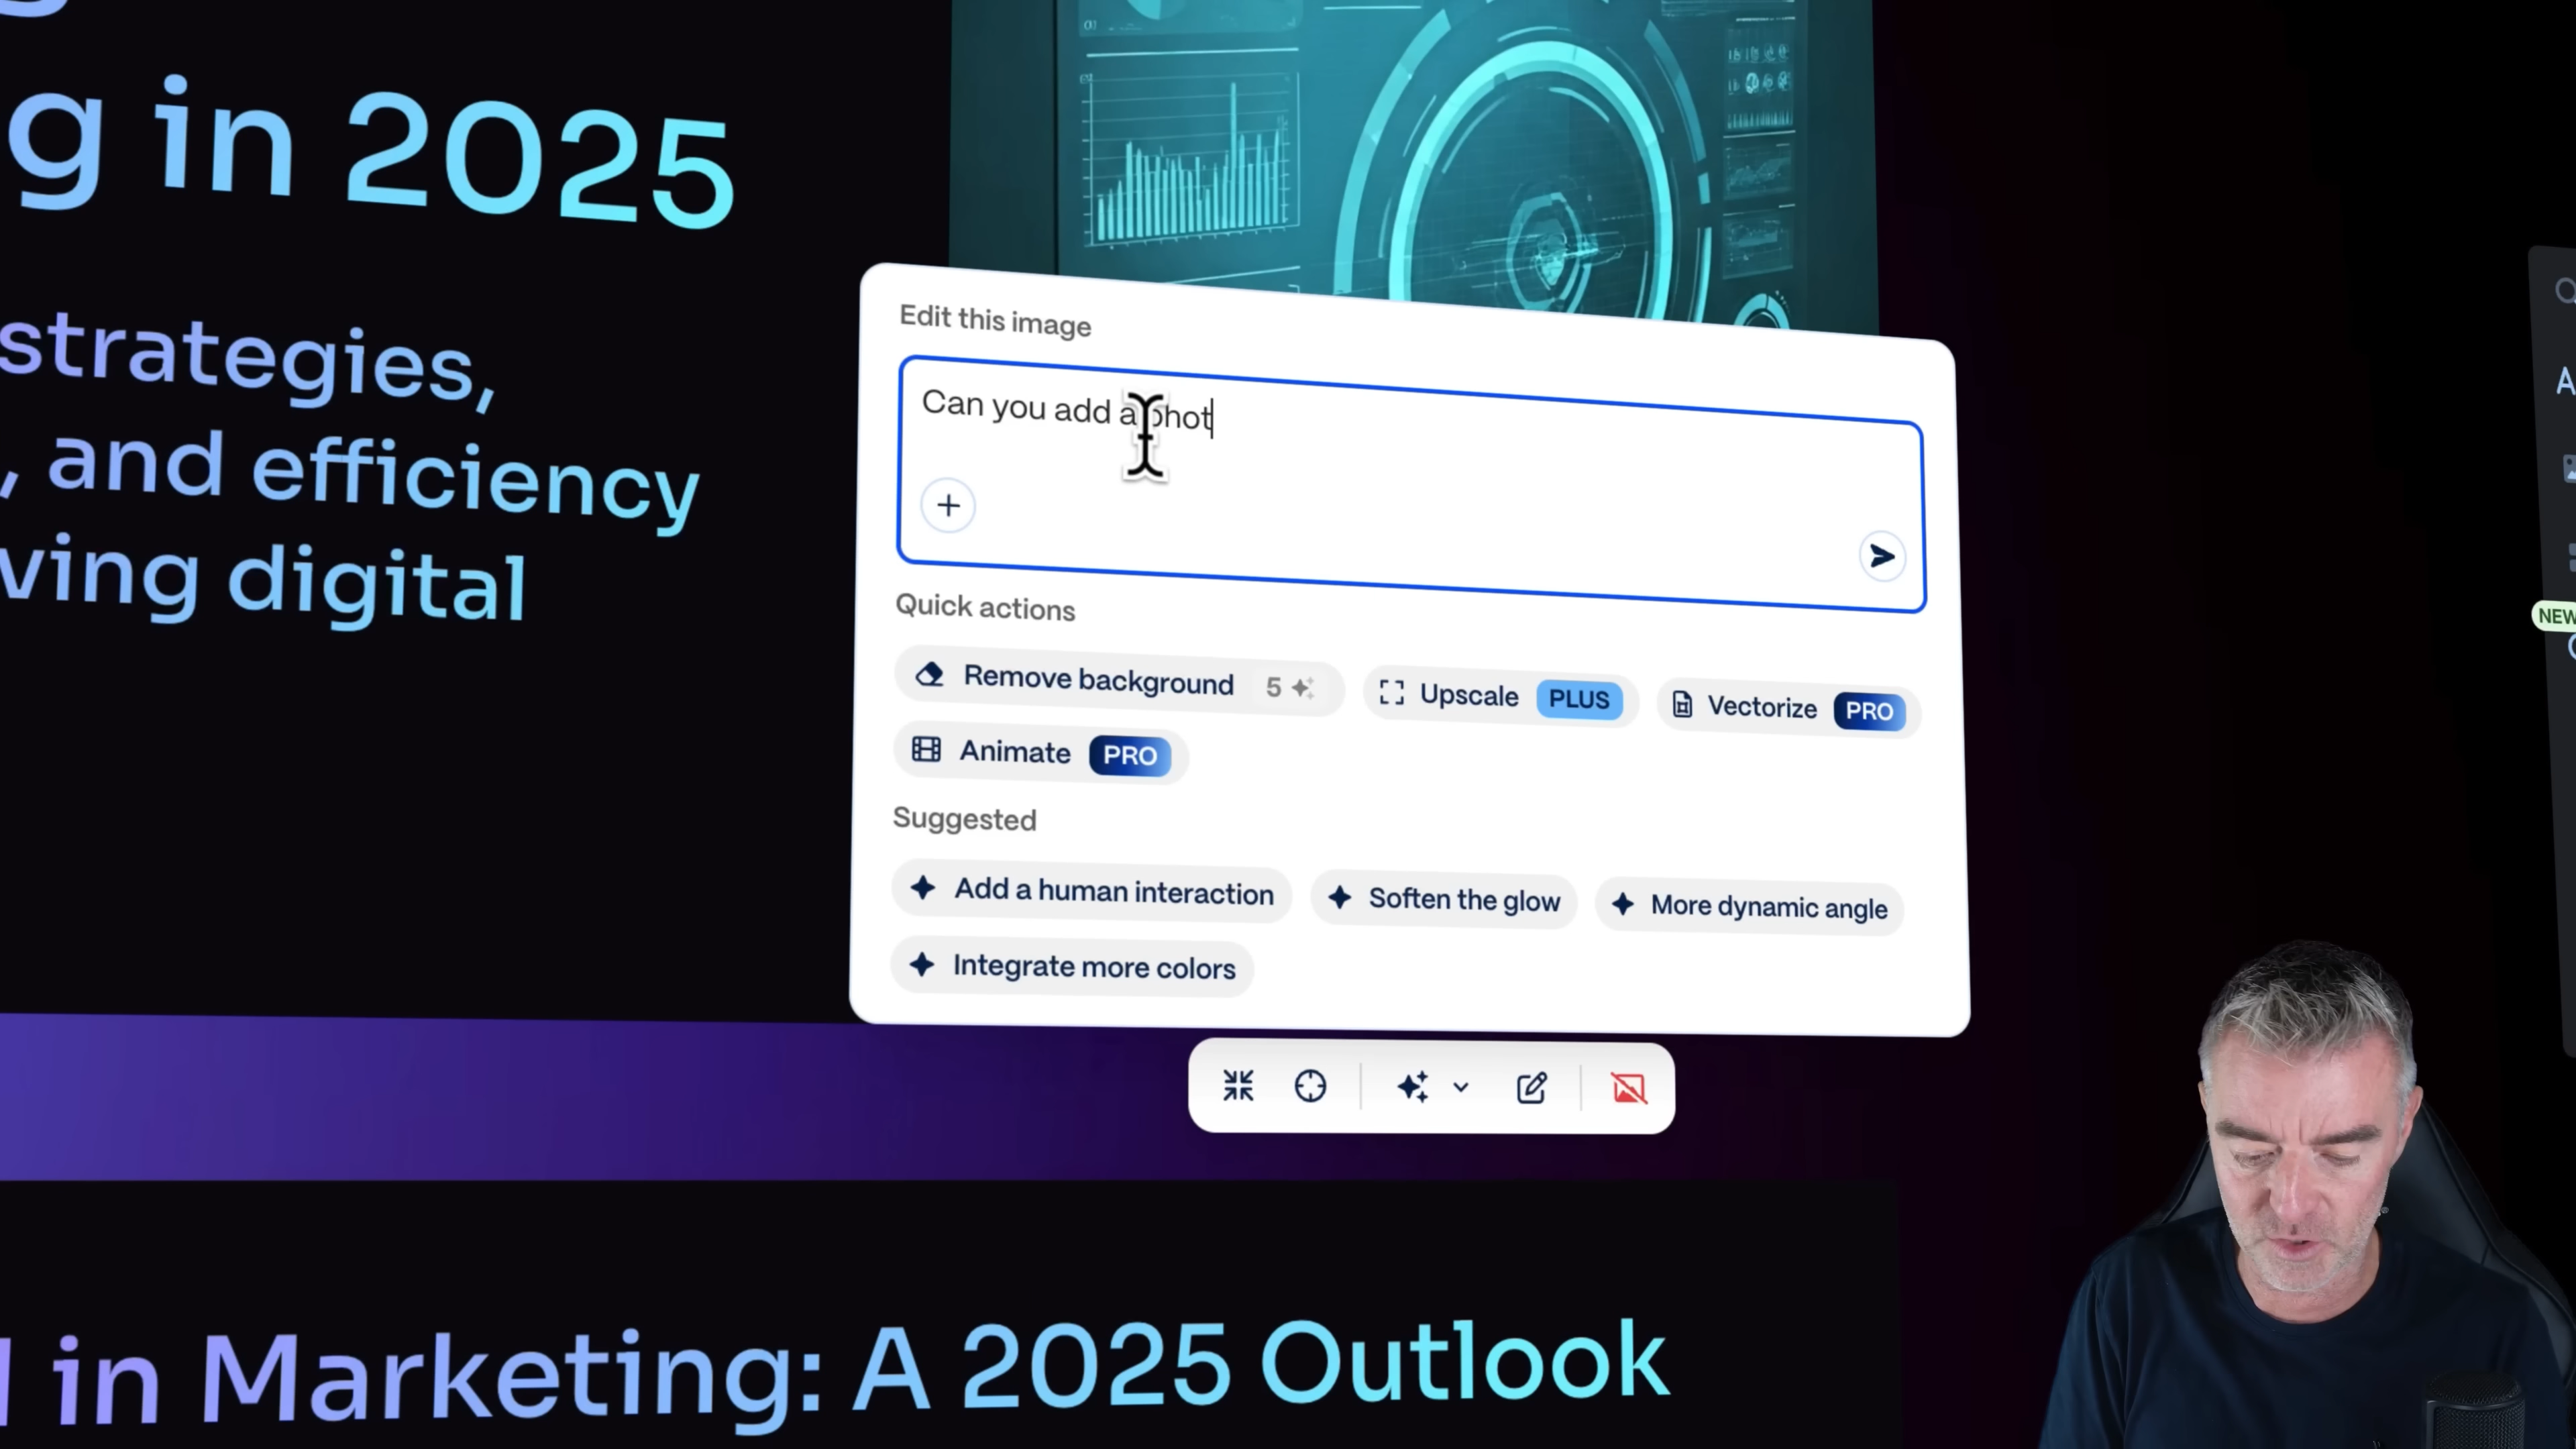 g in 2025
strategies,
, and efficiency
ving digital
Edit this image
Can you add a phot
Quick actions
Remove background 5
Upscale PLUS
Vectorize PRO
Animate PRO
Suggested
Add a human interaction
Soften the glow
More dynamic angle
Integrate more colors
NEW
in Marketing: A 2025 Outlook